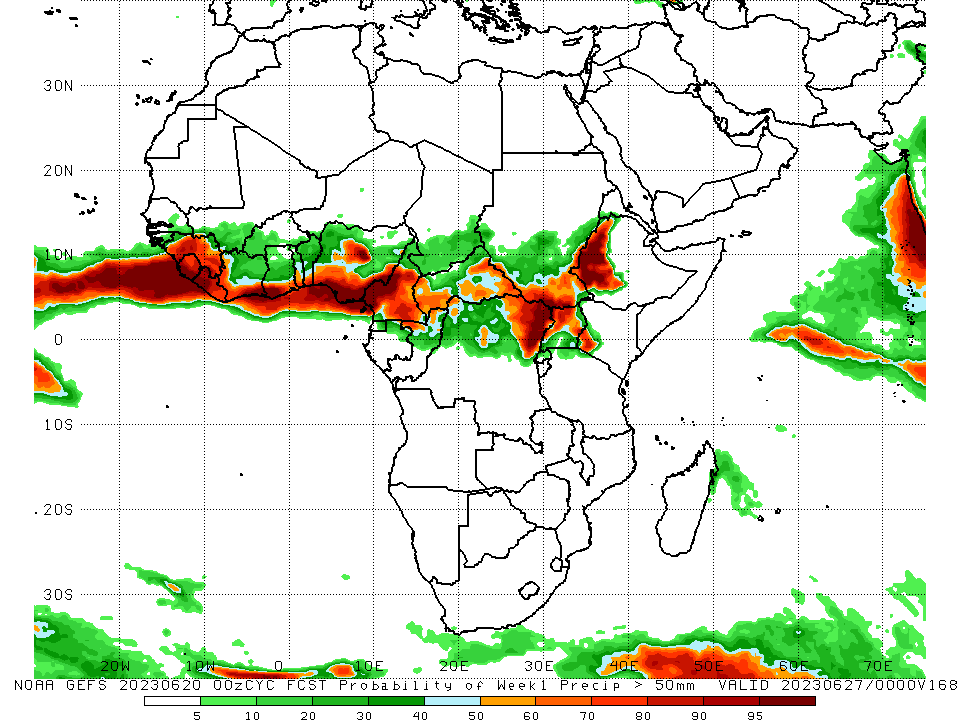 30N
20N
10N
0
10S
20S
30S
20W 10W 0 10E 20E 30E 40E 50E 60E 70E
NOAA GEFS 20230620 00zCYC FCST Probability of Week1 Precip > 50mm VALID 20230627/0000V168
5 10 20 30 40 50 60 70 80 90 95